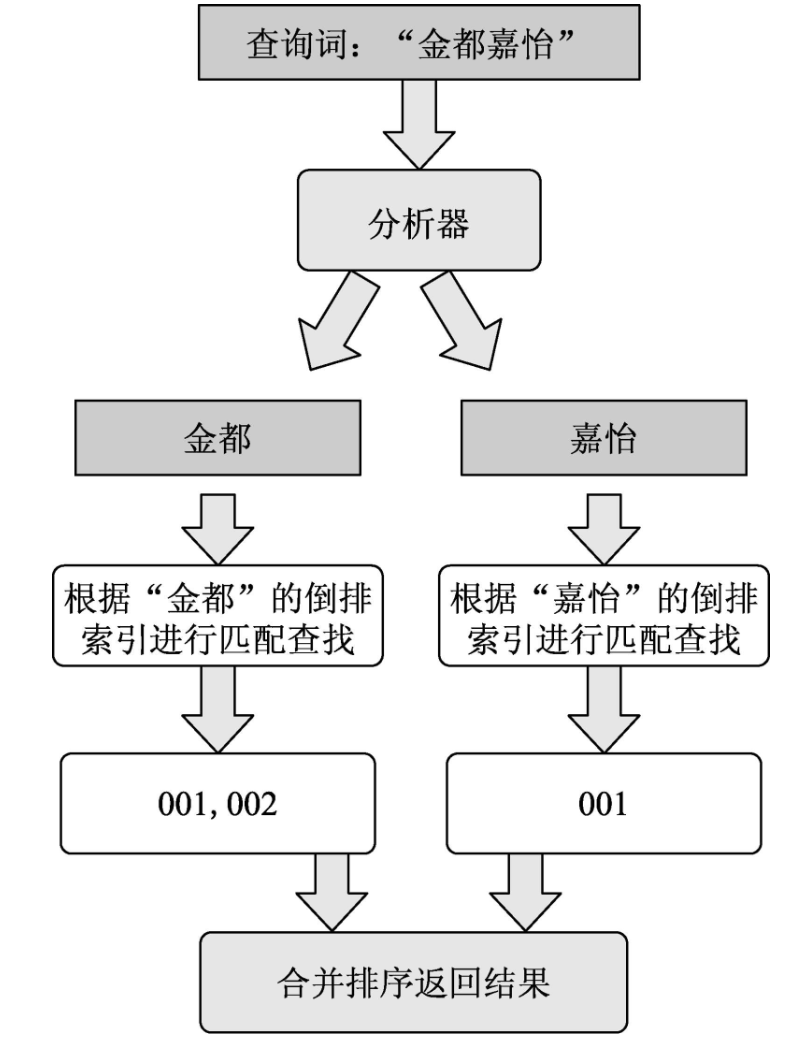 查询词：“金都嘉怡”
分析器
金都
嘉怡
根据“金都”的倒排
索引进行匹配查找
根据“嘉怡”的倒排
索引进行匹配查找
001,002
001
合并排序返回结果